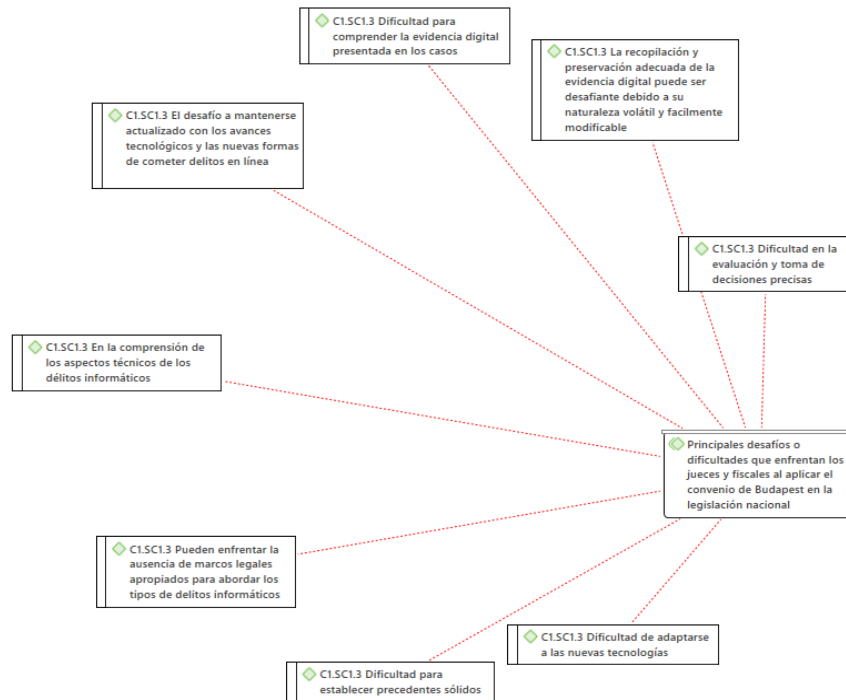 C1.SC1.3 Dificultad para
comprender la evidencia digital
presentada en los casos
C1.SC1.3 La recopilación y
preservación adecuada de la
evidencia digital puede ser
desafiante debido a su
naturaleza volátil y facilmente
modificable
C1.SC1.3 El desafío a mantenerse
actualizado con los avances
tecnológicos y las nuevas formas
de cometer delitos en línea
C1.SC1.3 Dificultad en la
evaluación y toma de
decisiones precisas
C1.SC1.3 En la comprensión de
los aspectos técnicos de los
délitos informáticos
Principales desafíos o
dificultades que enfrentan los
jueces y fiscales al aplicar el
convenio de Budapest en la
legislación nacional
C1.SC1.3 Pueden enfrentar la
ausencia de marcos legales
apropiados para abordar los
tipos de delitos informáticos
C1.SC1.3 Dificultad de adaptarse
a las nuevas tecnologías
C1.SC1.3 Dificultad para
establecer precedentes sólidos